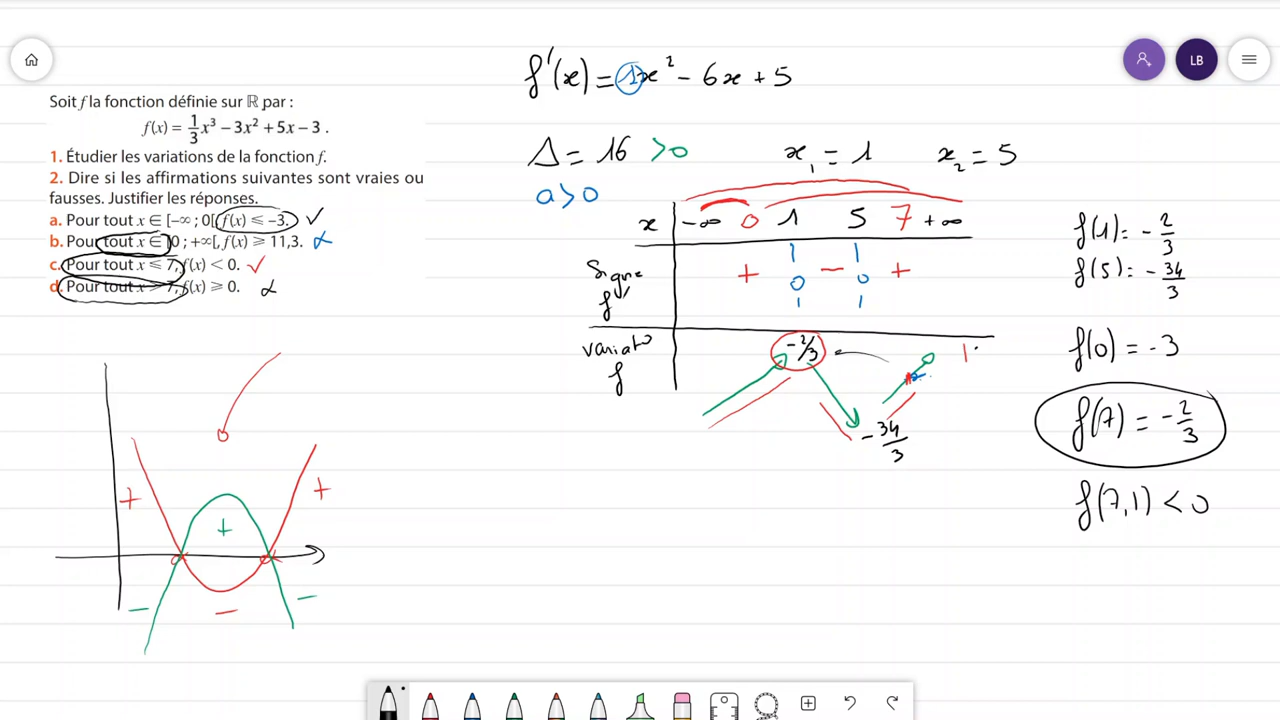 Soit f la fonction définie sur ℝ par :
f(x) = 1/3 x³ – 3x² + 5x – 3 .
1. Étudier les variations de la fonction f.
2. Dire si les affirmations suivantes sont vraies ou
fausses. Justifier les réponses.
a. Pour tout x ∈ [–∞ ; 0[, f(x) ⩽ –3.
b. Pour tout x ∈ ]0 ; +∞[, f(x) ⩾ 11,3.
c. Pour tout x ⩽ 7, f(x) < 0.
d. Pour tout x > 7, f(x) ⩾ 0.
+ + +
– – –
f'(x) = 1x² – 6x + 5
Δ = 16 >0 x₁ = 1 x₂ = 5
a>0
x –∞ 0 1 5 7 +∞
Signe f' + 0 – 0 +
variat° f –2/3
–34/3
f(1) = –2/3
f(5) = –34/3
f(0) = –3
f(7) = –2/3
f(7,1) < 0
LB